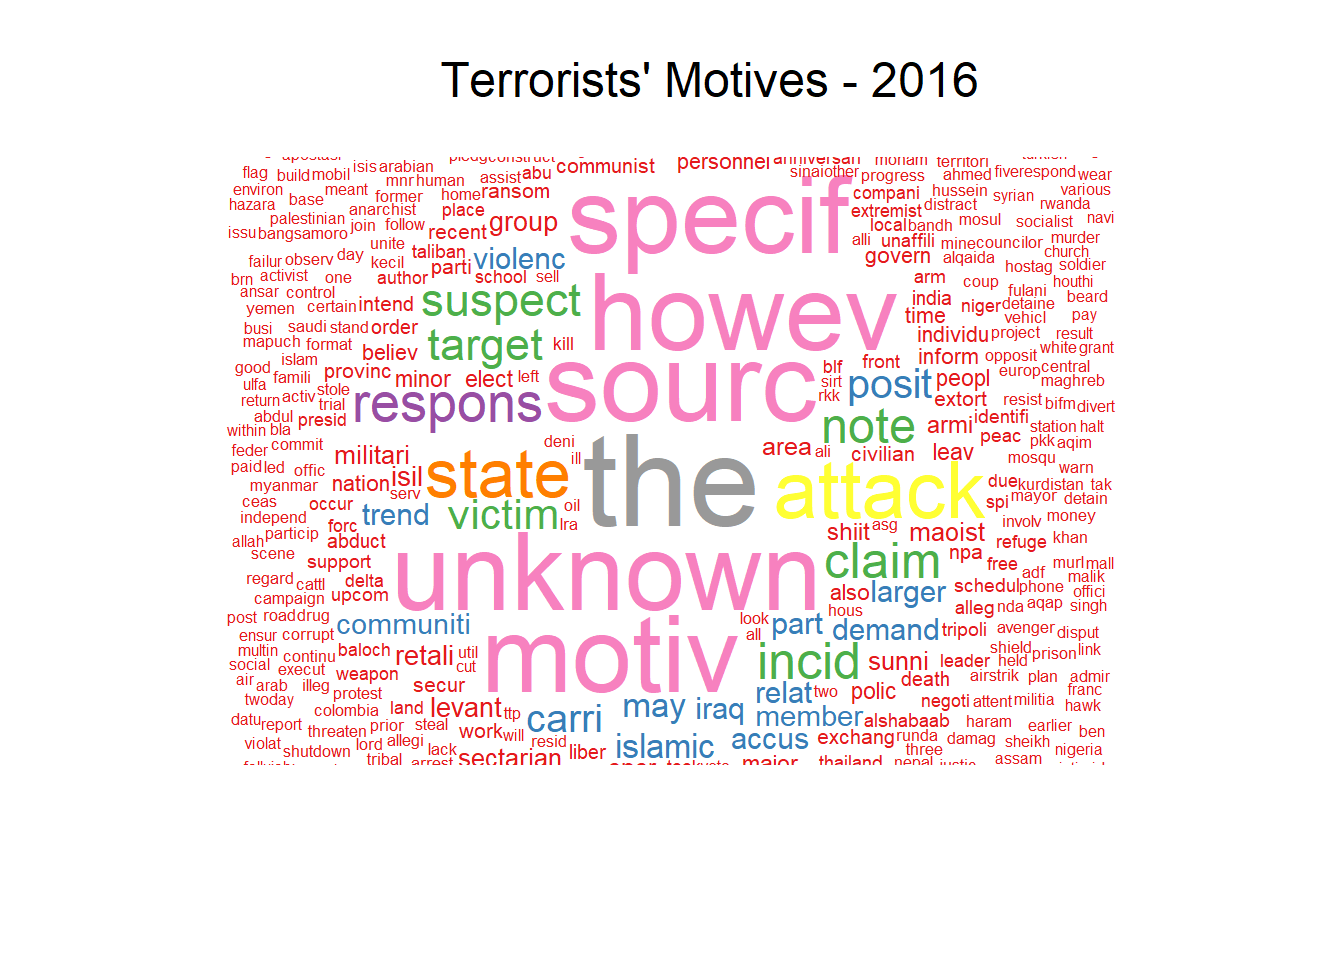 Terrorists' Motives - 2016
communist personnel anniversan moham territori
flag build mobil isis arabian mnr human assist abu sinai other progress ahmed five respond wear
environ meant former home ransom specif compani hussein syrian various
hazara base anarchist place extremist distract rwanda
palestinian join follow recent group local bandh mosul socialist navi
issu bangsamoro unite taliban violenc alli unaffili mine councilor murder
failur observ day kecil parti govern alqaida church
brn activist one author school sell arm hostag soldier
ansar control suspect howev india coup fulani houthi
yemen certain intend time niger detaine beard
busi saudi stand order vehicl pay
mapuch format target kill individu project result
islam believ front inform opposit white grant
good famili provinc minor elect left blf posit peopl europ central
ulfa stole sirt maghreb
return activ respons sourc rkk extort resist bifm divert
abdul trial presid note armi identifi
within bla station halt
feder commit deni area civilian leav peac pkk aqim
paid led offic militari ill ali mosqu warn
myanmar nation isil state the attack due kurdistan tak
ceas occur serv spi mayor detain
independ trend victim oil involv money
particip forc lra shiit asg maoist
allah abduct refuge khan
scene support unknown claim npa free murl mall
regard cattl delta adf malik
campaign upcom also larger schedul phone offici
post road drug hous alleg nda aqap singh
ensur corrupt communiti look part demand tripoli avenger disput
multin all
social continu baloch retali util motiv incid sunni leader shield prison link
air execut weapon cut held
arab illeg protest secur death airstrik plan admir
twoday levant relat two polic negoti attent militia franc
datu colombia land ttp carri may iraq hawk
report threaten prior steal member alshabaab haram earlier ben
violat lord allegi work will accus exchang runda damag sheikh
shutdown tribal lack arrest sectarian resid liber islamic three nigeria
major thailand nepal assam